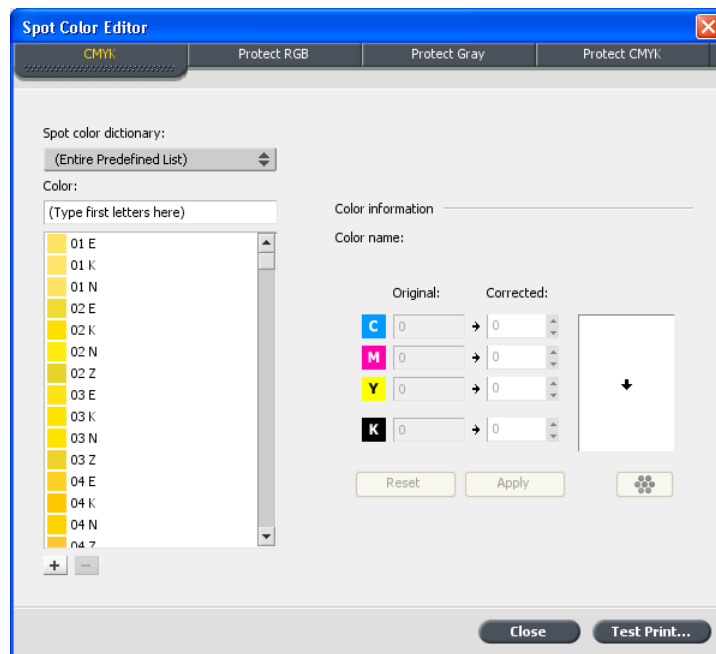 Spot Color Editor
CMYK Protect RGB Protect Gray Protect CMYK
Spot color dictionary:
(Entire Predefined List)
Color:
(Type first letters here)
01 E
01 K
01 N
02 E
02 K
02 N
02 Z
03 E
03 K
03 N
03 Z
04 E
04 K
04 N
04 Z
Color information
Color name:
Original: Corrected:
C 0 0
M 0 0
Y 0 0
K 0 0
Reset Apply
Close Test Print...